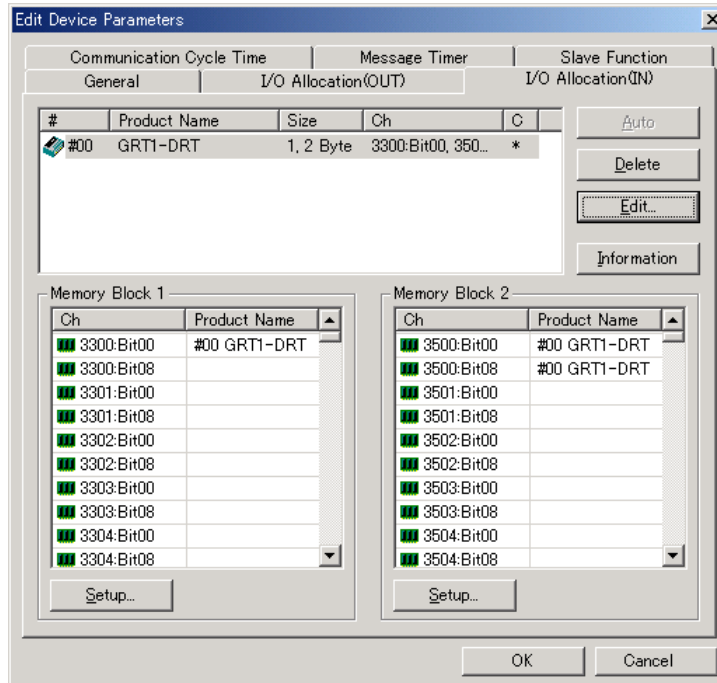 Edit Device Parameters
Communication Cycle Time Message Timer Slave Function
General I/O Allocation(OUT) I/O Allocation(IN)
# Product Name Size Ch C
#00 GRT1-DRT 1, 2 Byte 3300:Bit00, 350... *
Auto
Delete
Edit...
Information
Memory Block 1
Ch Product Name
3300:Bit00 #00 GRT1-DRT
3300:Bit08
3301:Bit00
3301:Bit08
3302:Bit00
3302:Bit08
3303:Bit00
3303:Bit08
3304:Bit00
3304:Bit08
Setup...
Memory Block 2
Ch Product Name
3500:Bit00 #00 GRT1-DRT
3500:Bit08 #00 GRT1-DRT
3501:Bit00
3501:Bit08
3502:Bit00
3502:Bit08
3503:Bit00
3503:Bit08
3504:Bit00
3504:Bit08
Setup...
OK Cancel